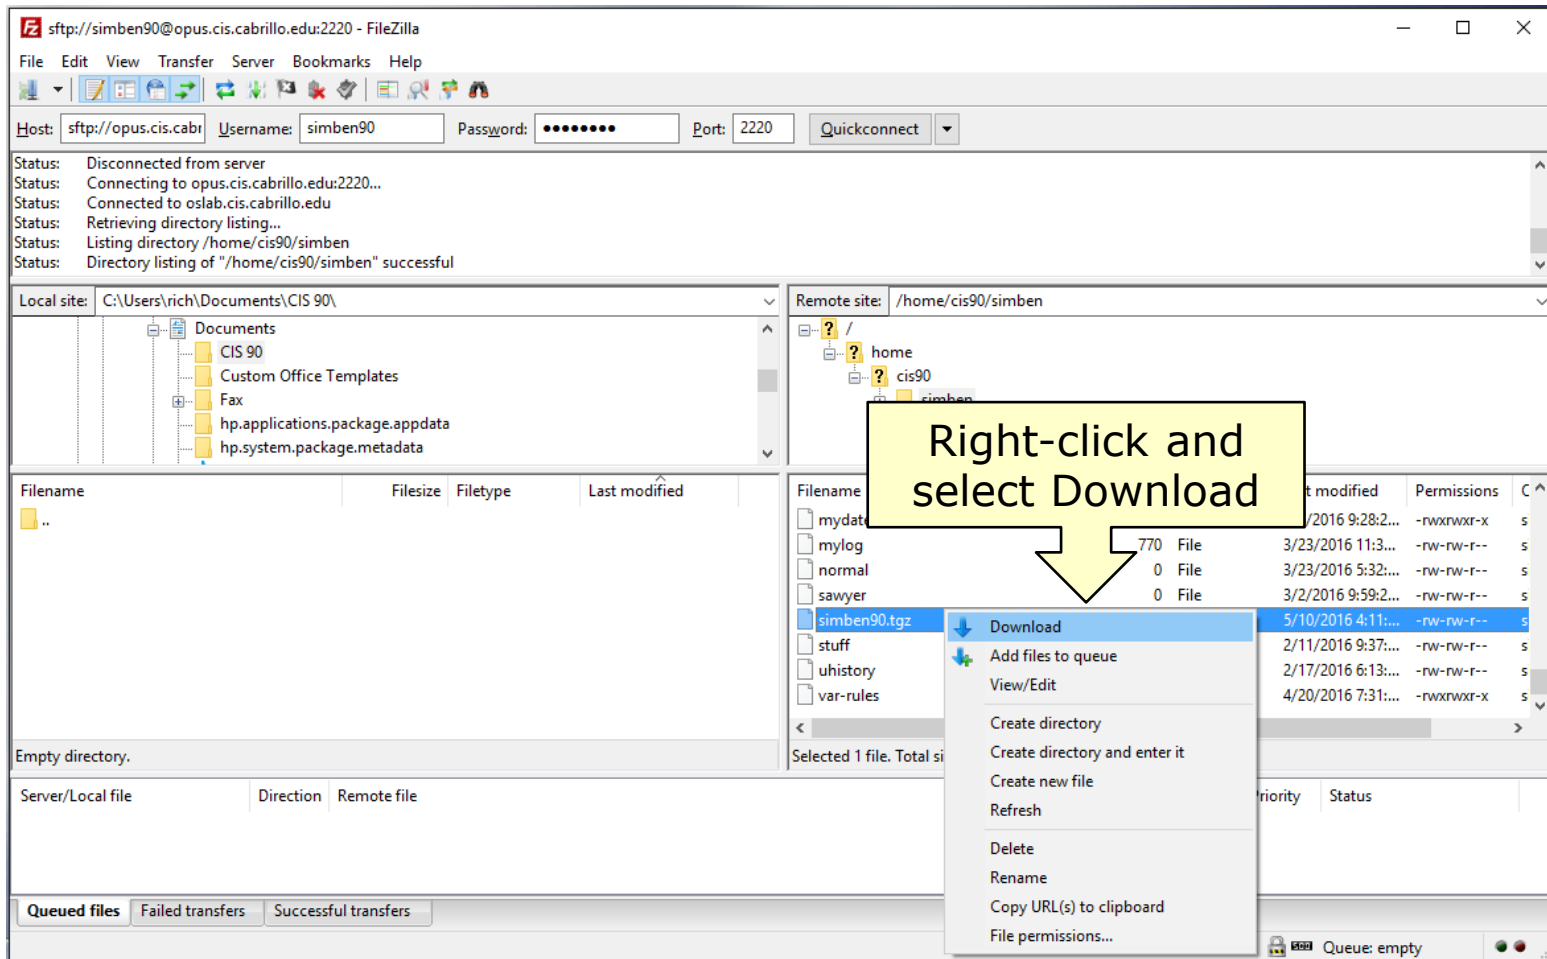 sftp://simben90@opus.cis.cabrillo.edu:2220 - FileZilla
File Edit View Transfer Server Bookmarks Help
Host: sftp://opus.cis.cabr Username: simben90 Password: ●●●●●●●● Port: 2220 Quickconnect
Status: Disconnected from server
Status: Connecting to opus.cis.cabrillo.edu:2220...
Status: Connected to oslab.cis.cabrillo.edu
Status: Retrieving directory listing...
Status: Listing directory /home/cis90/simben
Status: Directory listing of "/home/cis90/simben" successful
Local site: C:\Users\rich\Documents\CIS 90\
Documents
CIS 90
Custom Office Templates
Fax
hp.applications.package.appdata
hp.system.package.metadata
Remote site: /home/cis90/simben
/
home
cis90
simben
Right-click and
select Download
Filename Filesize Filetype Last modified
..
Empty directory.
Filename t modified Permissions
mydate /2016 9:28:2... -rwxrwxr-x s
mylog 770 File 3/23/2016 11:3... -rw-rw-r-- s
normal 0 File 3/23/2016 5:32:... -rw-rw-r-- s
sawyer 0 File 3/2/2016 9:59:2... -rw-rw-r-- s
simben90.tgz 5/10/2016 4:11:... -rw-rw-r-- s
stuff 2/11/2016 9:37:... -rw-rw-r-- s
uhistory 2/17/2016 6:13:... -rw-rw-r-- s
var-rules 4/20/2016 7:31:... -rwxrwxr-x s
Selected 1 file. Total si
Download
Add files to queue
View/Edit
Create directory
Create directory and enter it
Create new file
Refresh
Delete
Rename
Copy URL(s) to clipboard
File permissions...
Server/Local file Direction Remote file riority Status
Queued files Failed transfers Successful transfers
Queue: empty